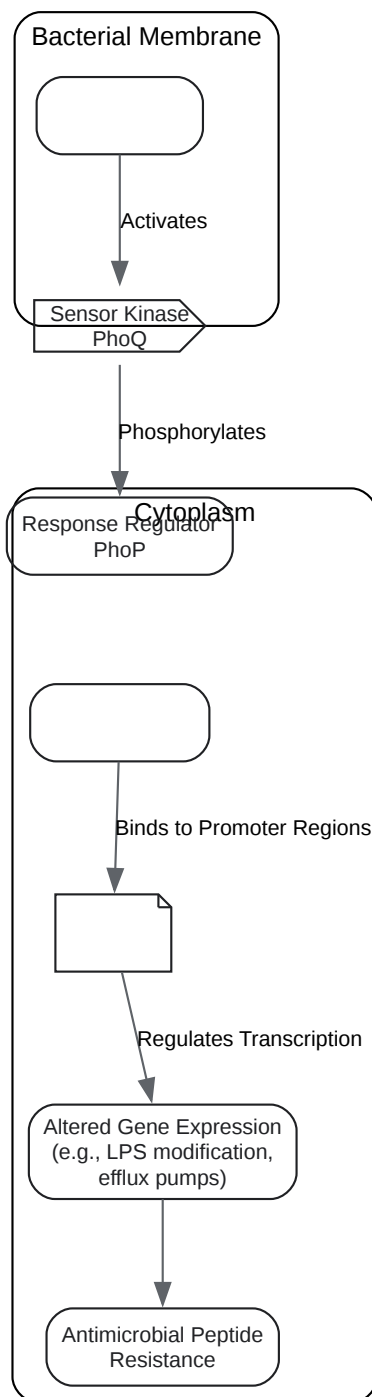 Bacterial Membrane
Activates
Sensor Kinase
PhoQ
Phosphorylates
Cytoplasm
Response Regulator
PhoP
Binds to Promoter Regions
Regulates Transcription
Altered Gene Expression
(e.g., LPS modification,
efflux pumps)
Antimicrobial Peptide
Resistance